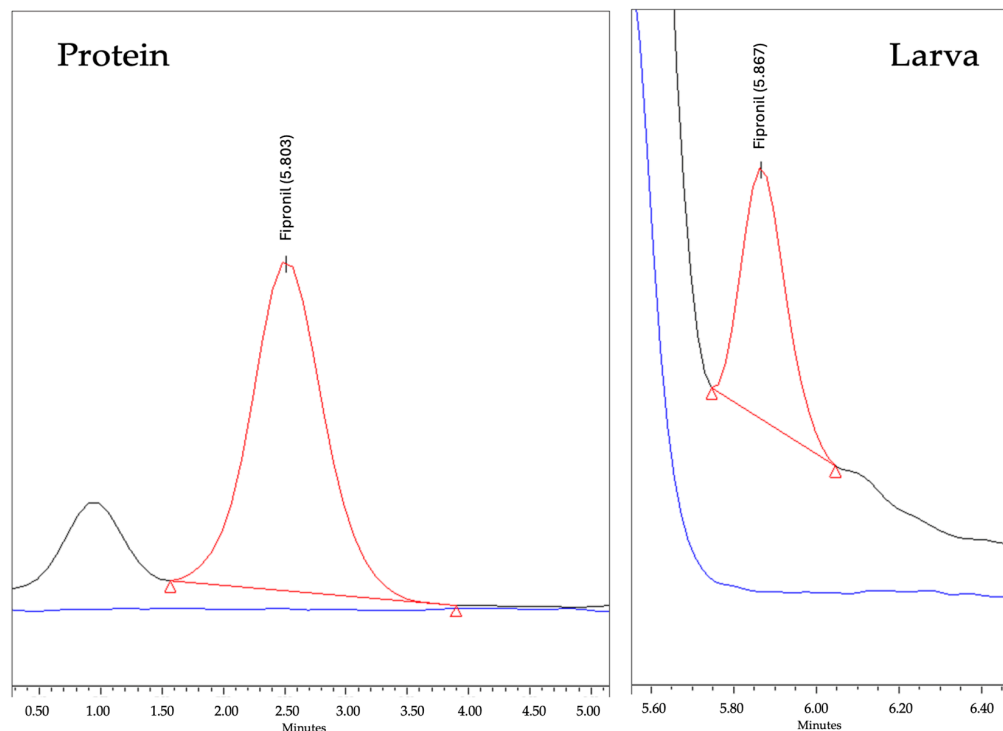 Protein
Fipronil (5.803)
0.50 1.00 1.50 2.00 2.50 3.00 3.50 4.00 4.50 5.00
Minutes
Larva
Fipronil (5.867)
5.60 5.80 6.00 6.20 6.40
Minutes